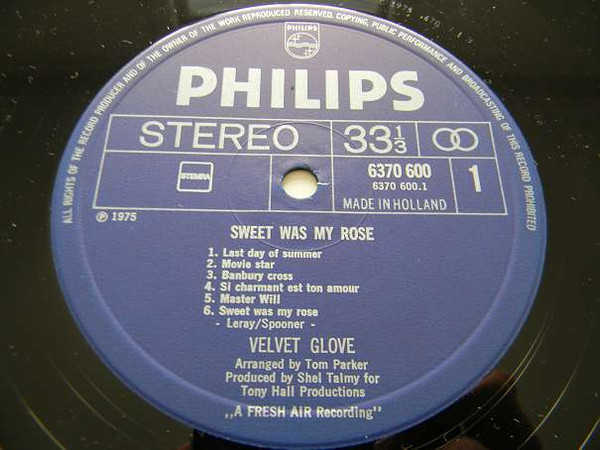 ALL RIGHTS OF THE RECORD PRODUCER AND OF THE OWNER OF THE WORK REPRODUCED RESERVED. COPYING, PUBLIC PERFORMANCE AND BROADCASTING OF THIS RECORD PROHIBITED
PHILIPS
PHILIPS
STEREO 33⅓
STEMRA 6370 600 1
6370 600.1
MADE IN HOLLAND
℗ 1975
SWEET WAS MY ROSE
1. Last day of summer
2. Movie star
3. Banbury cross
4. Si charmant est ton amour
5. Master Will
6. Sweet was my rose
- Leray/Spooner -
VELVET GLOVE
Arranged by Tom Parker
Produced by Shel Talmy for
Tony Hall Productions
„A FRESH AIR Recording"